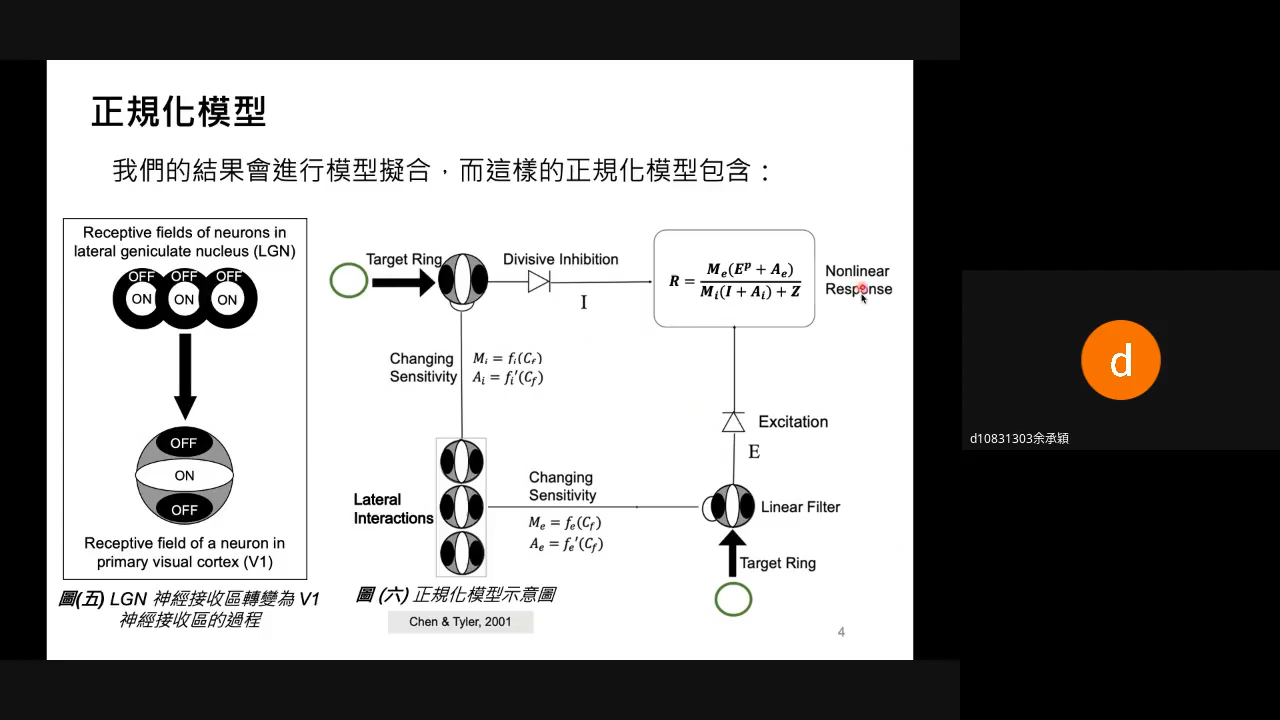 正規化模型
我們的結果會進行模型擬合，而這樣的正規化模型包含：
Receptive fields of neurons in
lateral geniculate nucleus (LGN)
OFF OFF OFF
ON ON ON
OFF
ON
OFF
Receptive field of a neuron in
primary visual cortex (V1)
圖(五) LGN 神經接收區轉變為 V1
神經接收區的過程
Target Ring
Divisive Inhibition
I
R = Me(E^p + Ae) / Mi(I + Ai) + Z
Nonlinear
Response
Changing
Sensitivity
Mi = fi(Cf)
Ai = fi'(Cf)
Excitation
E
Lateral
Interactions
Changing
Sensitivity
Me = fe(Cf)
Ae = fe'(Cf)
Linear Filter
Target Ring
圖 (六) 正規化模型示意圖
Chen & Tyler, 2001
4
d
d10831303余承穎